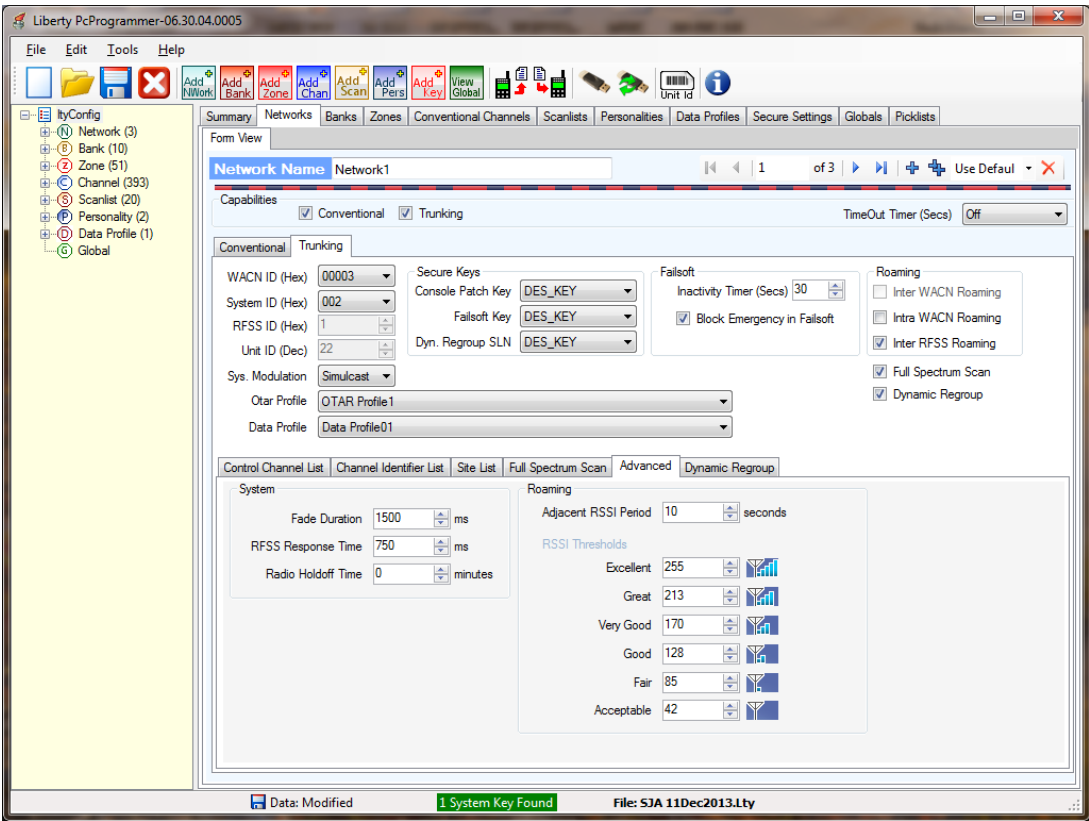 Liberty PcProgrammer-06.30.04.0005
File Edit Tools Help
Add NWork Add Bank Add Zone Add Chan Add Scan Add Pers Add Key View Global Unit Id
ltyConfig
N Network (3)
B Bank (10)
Z Zone (51)
C Channel (393)
S Scanlist (20)
P Personality (2)
D Data Profile (1)
G Global
Summary Networks Banks Zones Conventional Channels Scanlists Personalities Data Profiles Secure Settings Globals Picklists
Form View
Network Name Network1 1 of 3 Use Defaul
Capabilities
Conventional Trunking TimeOut Timer (Secs) Off
Conventional Trunking
WACN ID (Hex) 00003
System ID (Hex) 002
RFSS ID (Hex) 1
Unit ID (Dec) 22
Sys. Modulation Simulcast
Otar Profile OTAR Profile1
Data Profile Data Profile01
Secure Keys
Console Patch Key DES_KEY
Failsoft Key DES_KEY
Dyn. Regroup SLN DES_KEY
Failsoft
Inactivity Timer (Secs) 30
Block Emergency in Failsoft
Roaming
Inter WACN Roaming
Intra WACN Roaming
Inter RFSS Roaming
Full Spectrum Scan
Dynamic Regroup
Control Channel List Channel Identifier List Site List Full Spectrum Scan Advanced Dynamic Regroup
System
Fade Duration 1500 ms
RFSS Response Time 750 ms
Radio Holdoff Time 0 minutes
Roaming
Adjacent RSSI Period 10 seconds
RSSI Thresholds
Excellent 255
Great 213
Very Good 170
Good 128
Fair 85
Acceptable 42
Data: Modified 1 System Key Found File: SJA 11Dec2013.Lty